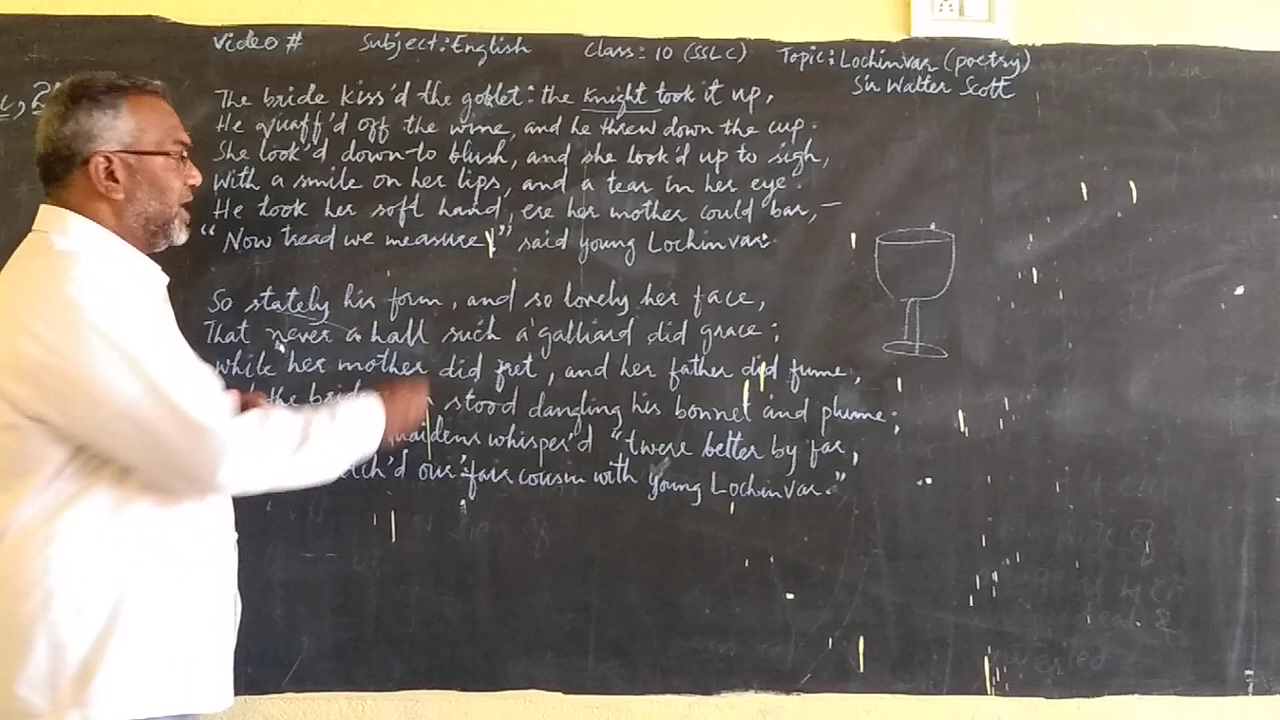 Video # Subject: English Class: 10 (SSLC) Topic: Lochinvar (poetry)
Sir Walter Scott
The bride kiss'd the goblet: the knight took it up,
He quaff'd off the wine, and he threw down the cup.
She look'd down to blush, and she look'd up to sigh,
With a smile on her lips, and a tear in her eye.
He took her soft hand, ere her mother could bar, —
"Now tread we a measure!" said young Lochinvar.
So stately his form, and so lovely her face,
That never a hall such a galliard did grace;
While her mother did fret, and her father did fume,
the bride stood dangling his bonnet and plume;
maidens whisper'd "twere better by far,
our fair cousin with young Lochinvar."